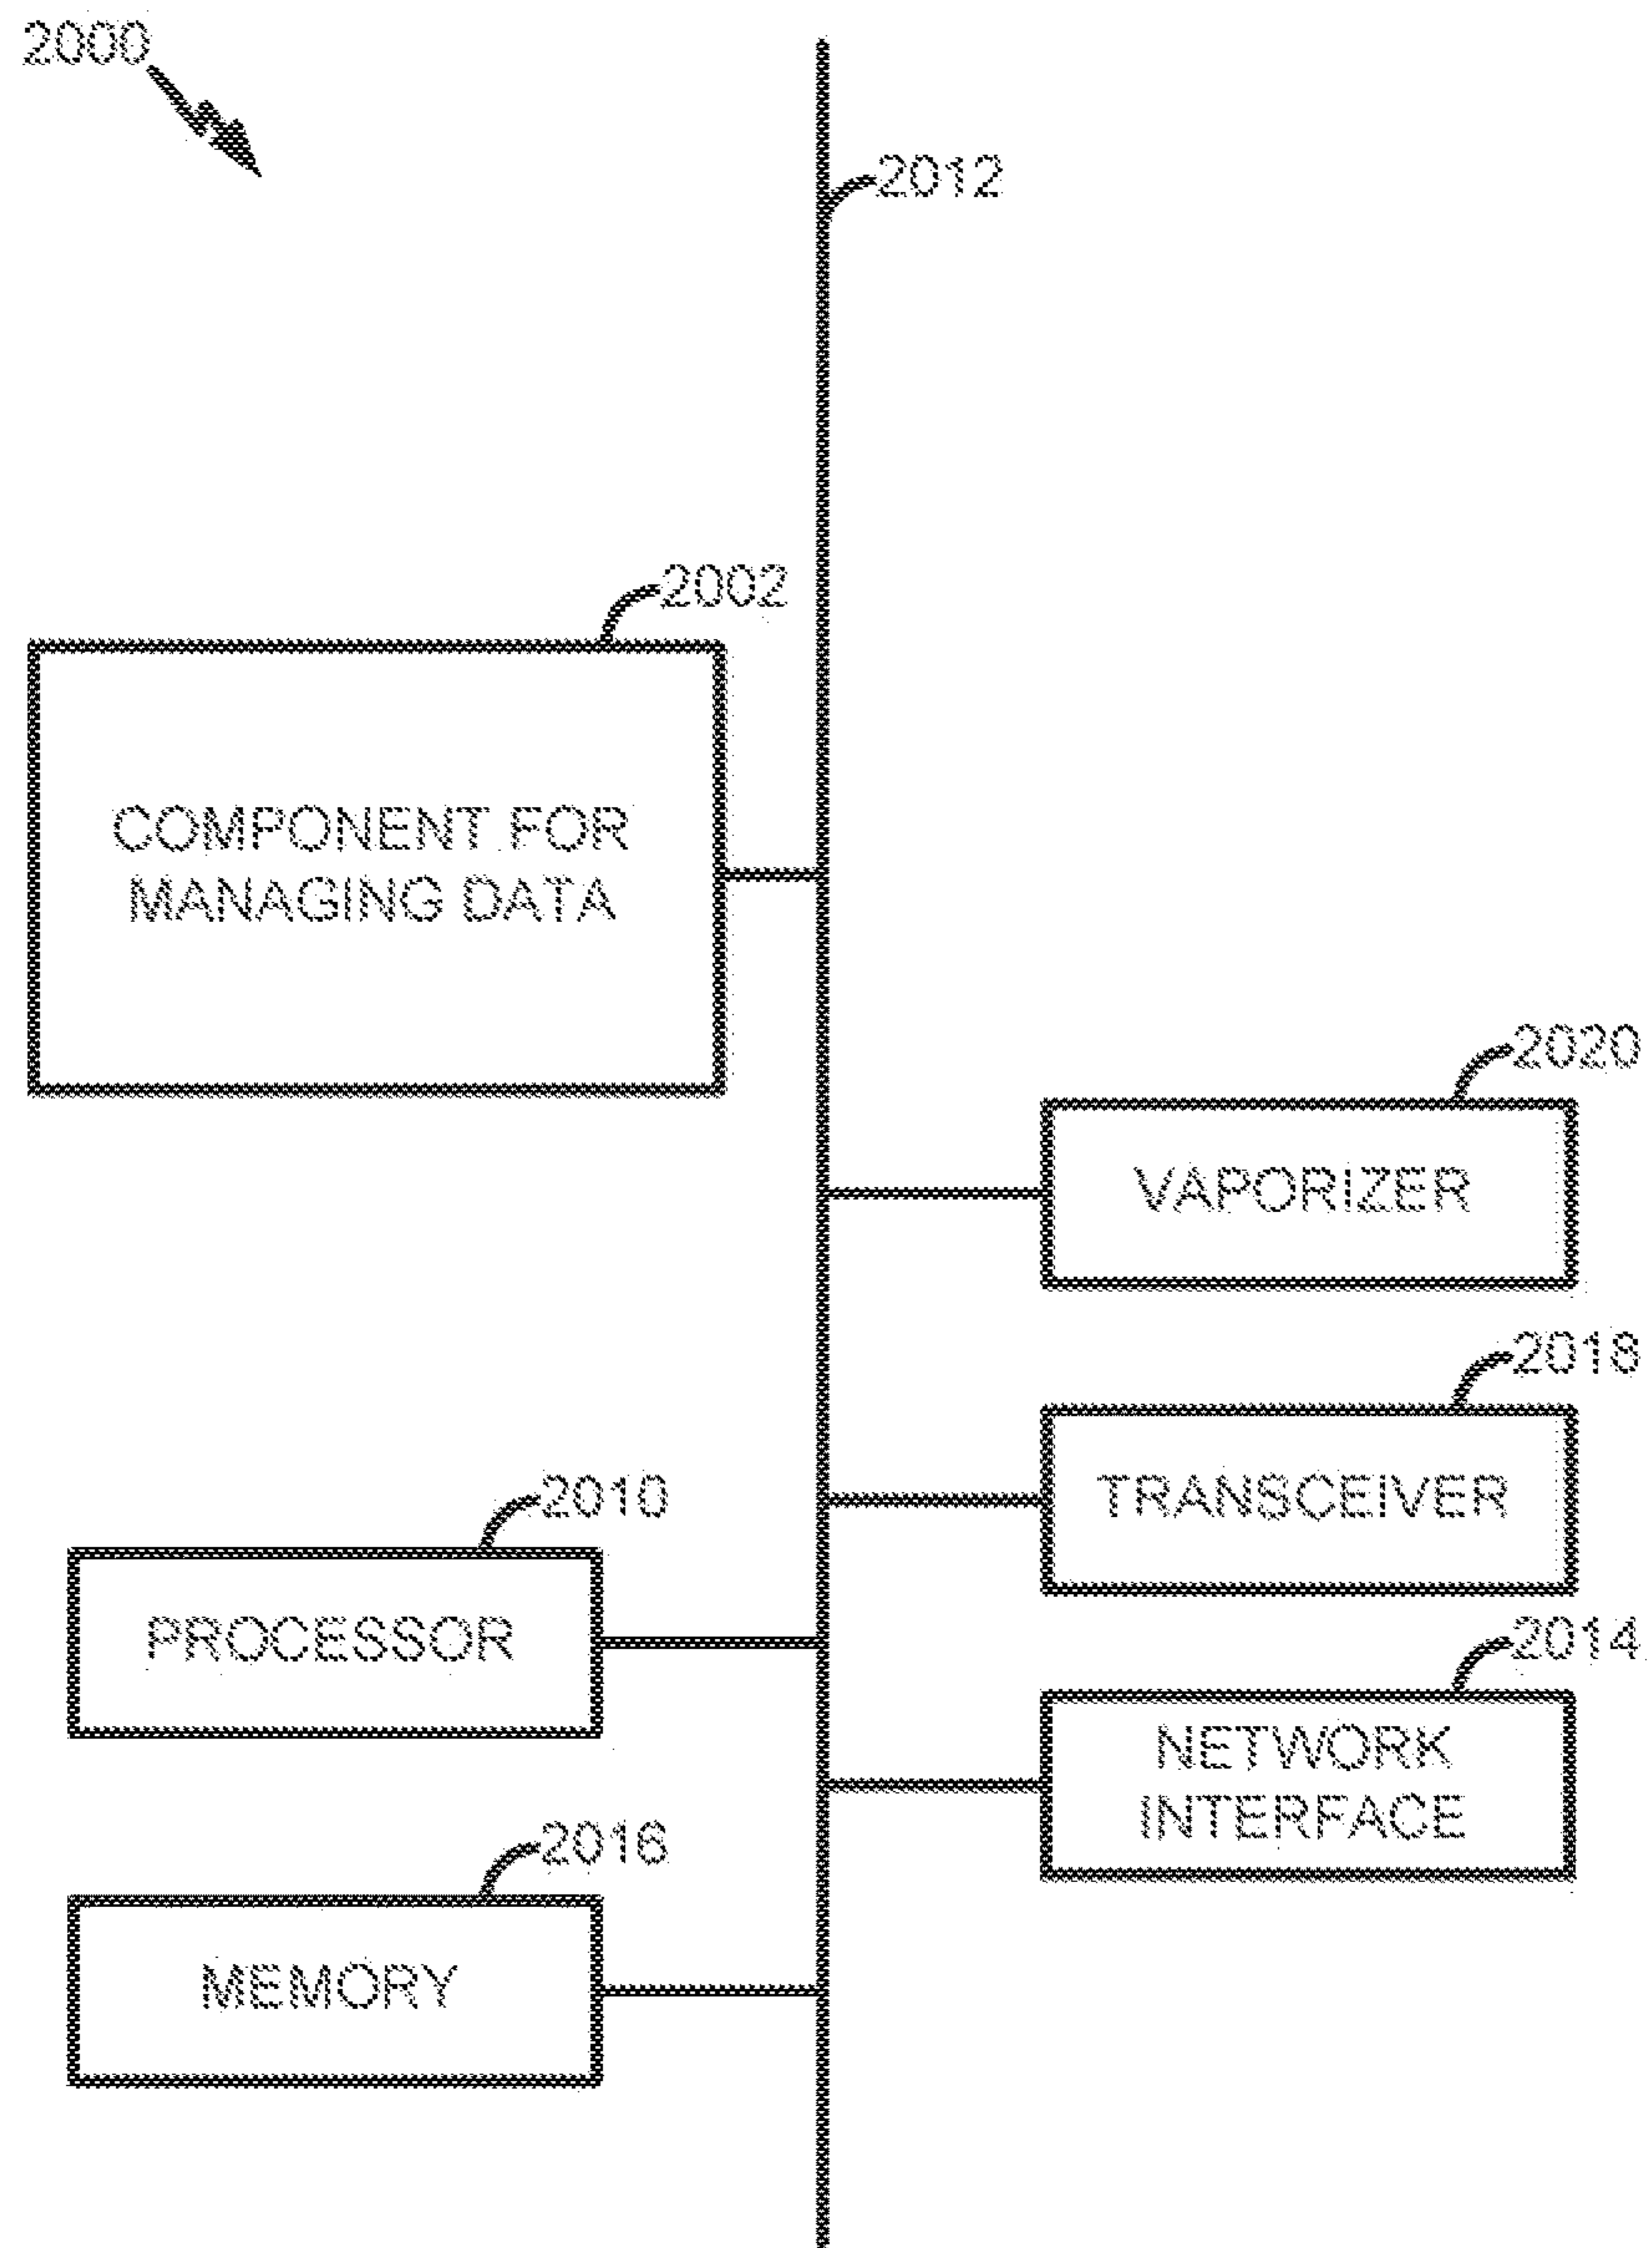 2000
2012
2002
COMPONENT FOR
MANAGING DATA
2020
VAPORIZER
2018
TRANSCEIVER
2010
PROCESSOR
2014
NETWORK
INTERFACE
2016
MEMORY